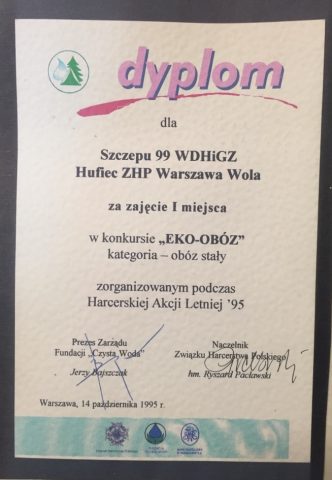 dyplom
dla
Szczepu 99 WDHiGZ
Hufiec ZHP Warszawa Wola
za zajęcie I miejsca
w konkursie „EKO-OBÓZ”
kategoria – obóz stały
zorganizowanym podczas
Harcerskiej Akcji Letniej '95
Prezes Zarządu
Fundacji „Czysta Woda”
Jerzy Bajszczak
Naczelnik
Związku Harcerstwa Polskiego
hm. Ryszard Pacławski
Warszawa, 14 października 1995 r.